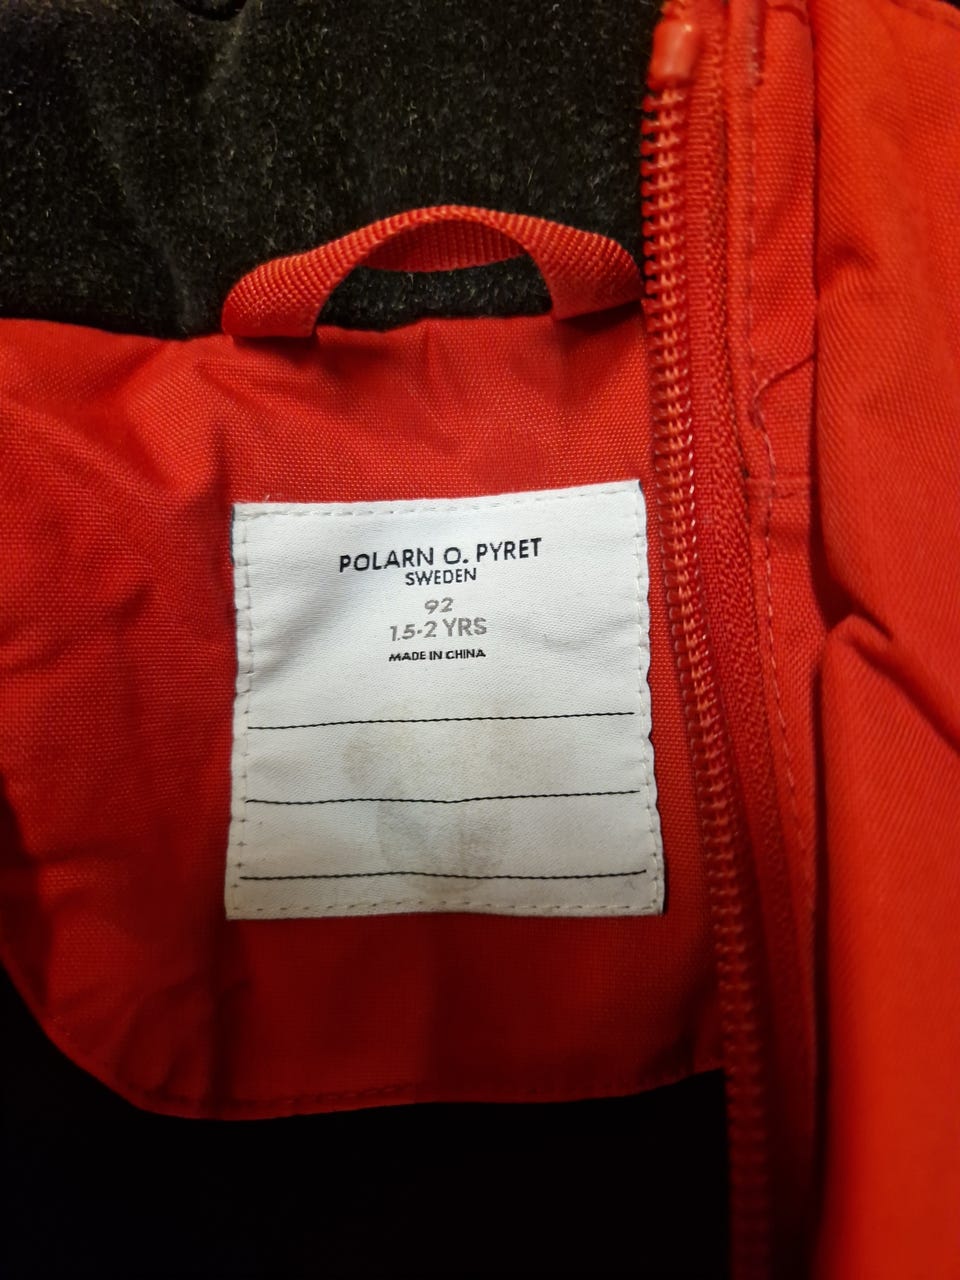 POLARN O. PYRET
SWEDEN
92
1.5-2 YRS
MADE IN CHINA